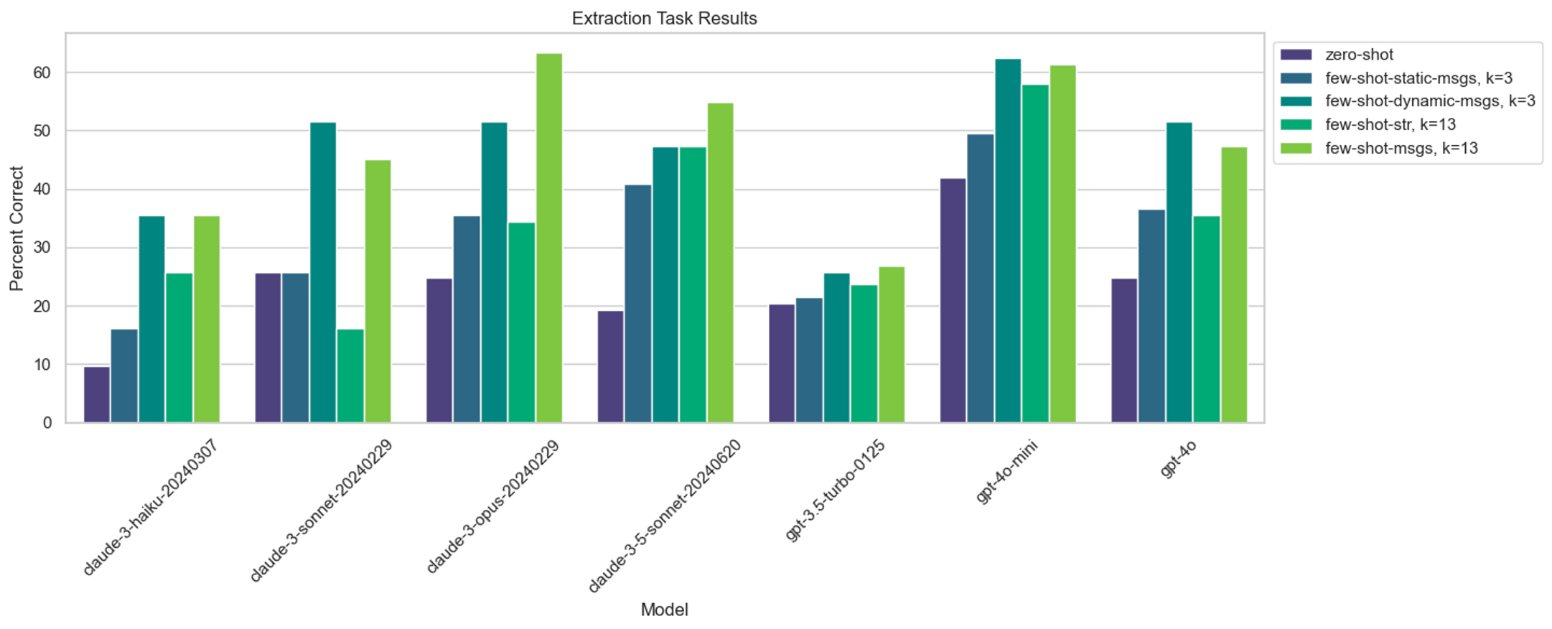 Extraction Task Results
zero-shot
few-shot-static-msgs, k=3
few-shot-dynamic-msgs, k=3
few-shot-str, k=13
few-shot-msgs, k=13
Percent Correct
60
50
40
30
20
10
0
claude-3-haiku-20240307
claude-3-sonnet-20240229
claude-3-opus-20240229
claude-3-5-sonnet-20240620
gpt-3.5-turbo-0125
gpt-4o-mini
gpt-4o
Model